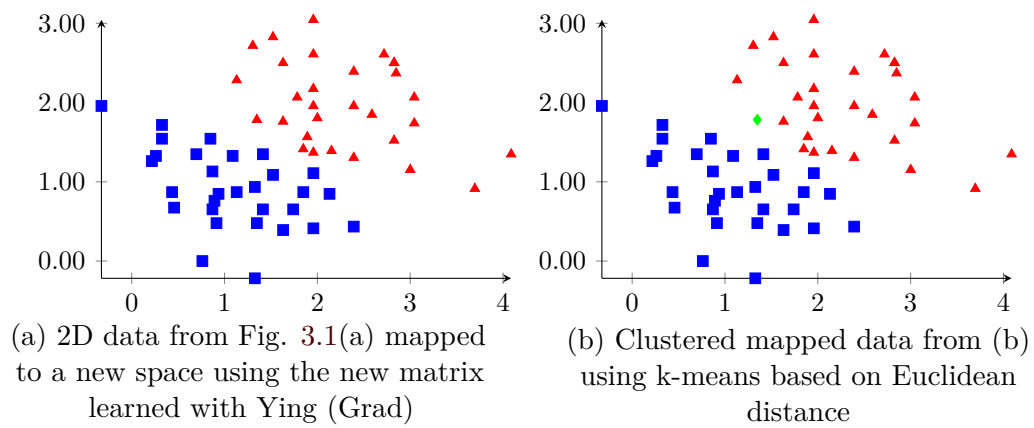 3.00
2.00
1.00
0.00
0 1 2 3 4
(a) 2D data from Fig. 3.1(a) mapped
to a new space using the new matrix
learned with Ying (Grad)
3.00
2.00
1.00
0.00
0 1 2 3 4
(b) Clustered mapped data from (b)
using k-means based on Euclidean
distance